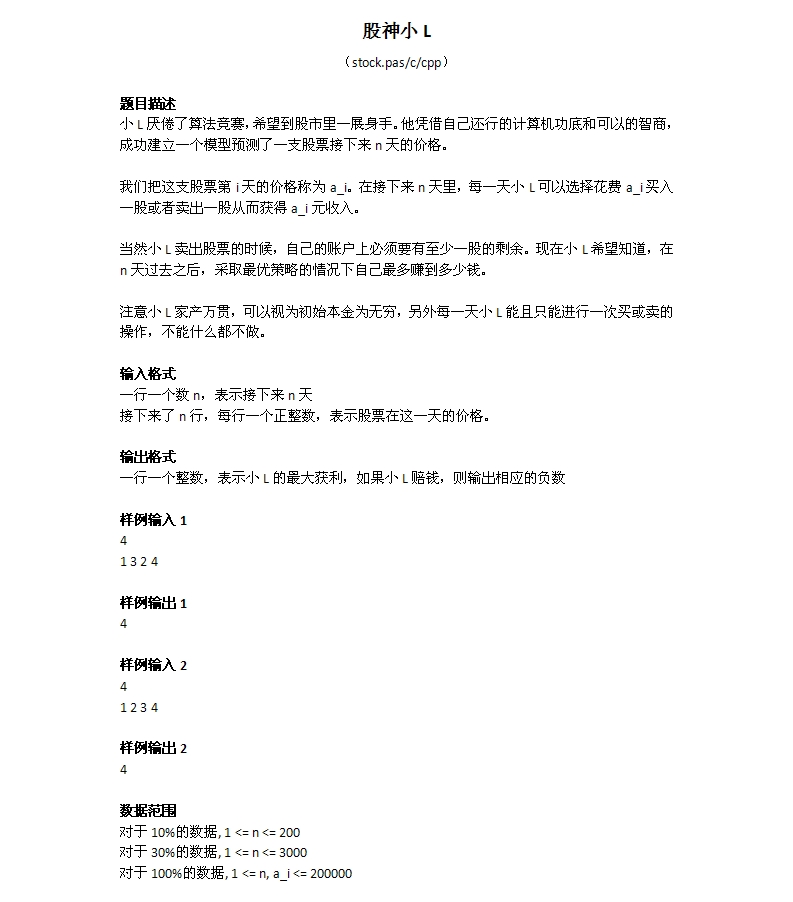 股神小 L
（stock.pas/c/cpp）
题目描述
小 L 厌倦了算法竞赛，希望到股市里一展身手。他凭借自己还行的计算机功底和可以的智商，
成功建立一个模型预测了一支股票接下来 n 天的价格。
我们把这支股票第 i 天的价格称为 a_i。在接下来 n 天里，每一天小 L 可以选择花费 a_i 买入
一股或者卖出一股从而获得 a_i 元收入。
当然小 L 卖出股票的时候，自己的账户上必须要有至少一股的剩余。现在小 L 希望知道，在
n 天过去之后，采取最优策略的情况下自己最多赚到多少钱。
注意小 L 家产万贯，可以视为初始本金为无穷，另外每一天小 L 能且只能进行一次买或卖的
操作，不能什么都不做。
输入格式
一行一个数 n，表示接下来 n 天
接下来了 n 行，每行一个正整数，表示股票在这一天的价格。
输出格式
一行一个整数，表示小 L 的最大获利，如果小 L 赔钱，则输出相应的负数
样例输入 1
4
1 3 2 4
样例输出 1
4
样例输入 2
4
1 2 3 4
样例输出 2
4
数据范围
对于 10%的数据, 1 <= n <= 200
对于 30%的数据, 1 <= n <= 3000
对于 100%的数据, 1 <= n, a_i <= 200000